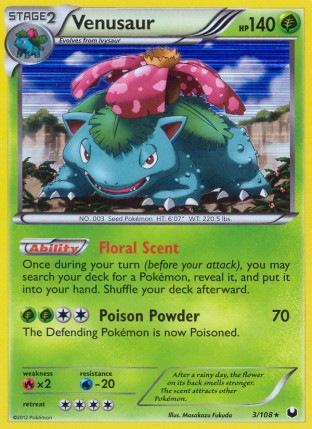 STAGE2
Venusaur
HP140
Evolves from Ivysaur
NO. 003  Seed Pokémon  HT: 6'07"  WT: 220.5 lbs.
Ability Floral Scent
Once during your turn (before your attack), you may
search your deck for a Pokémon, reveal it, and put it
into your hand. Shuffle your deck afterward.
Poison Powder 70
The Defending Pokémon is now Poisoned.
weakness
×2
resistance
-20
retreat
After a rainy day, the flower
on its back smells stronger.
The scent attracts other
Pokémon.
©2012 Pokémon
Illus. Masakazu Fukuda
3/108★